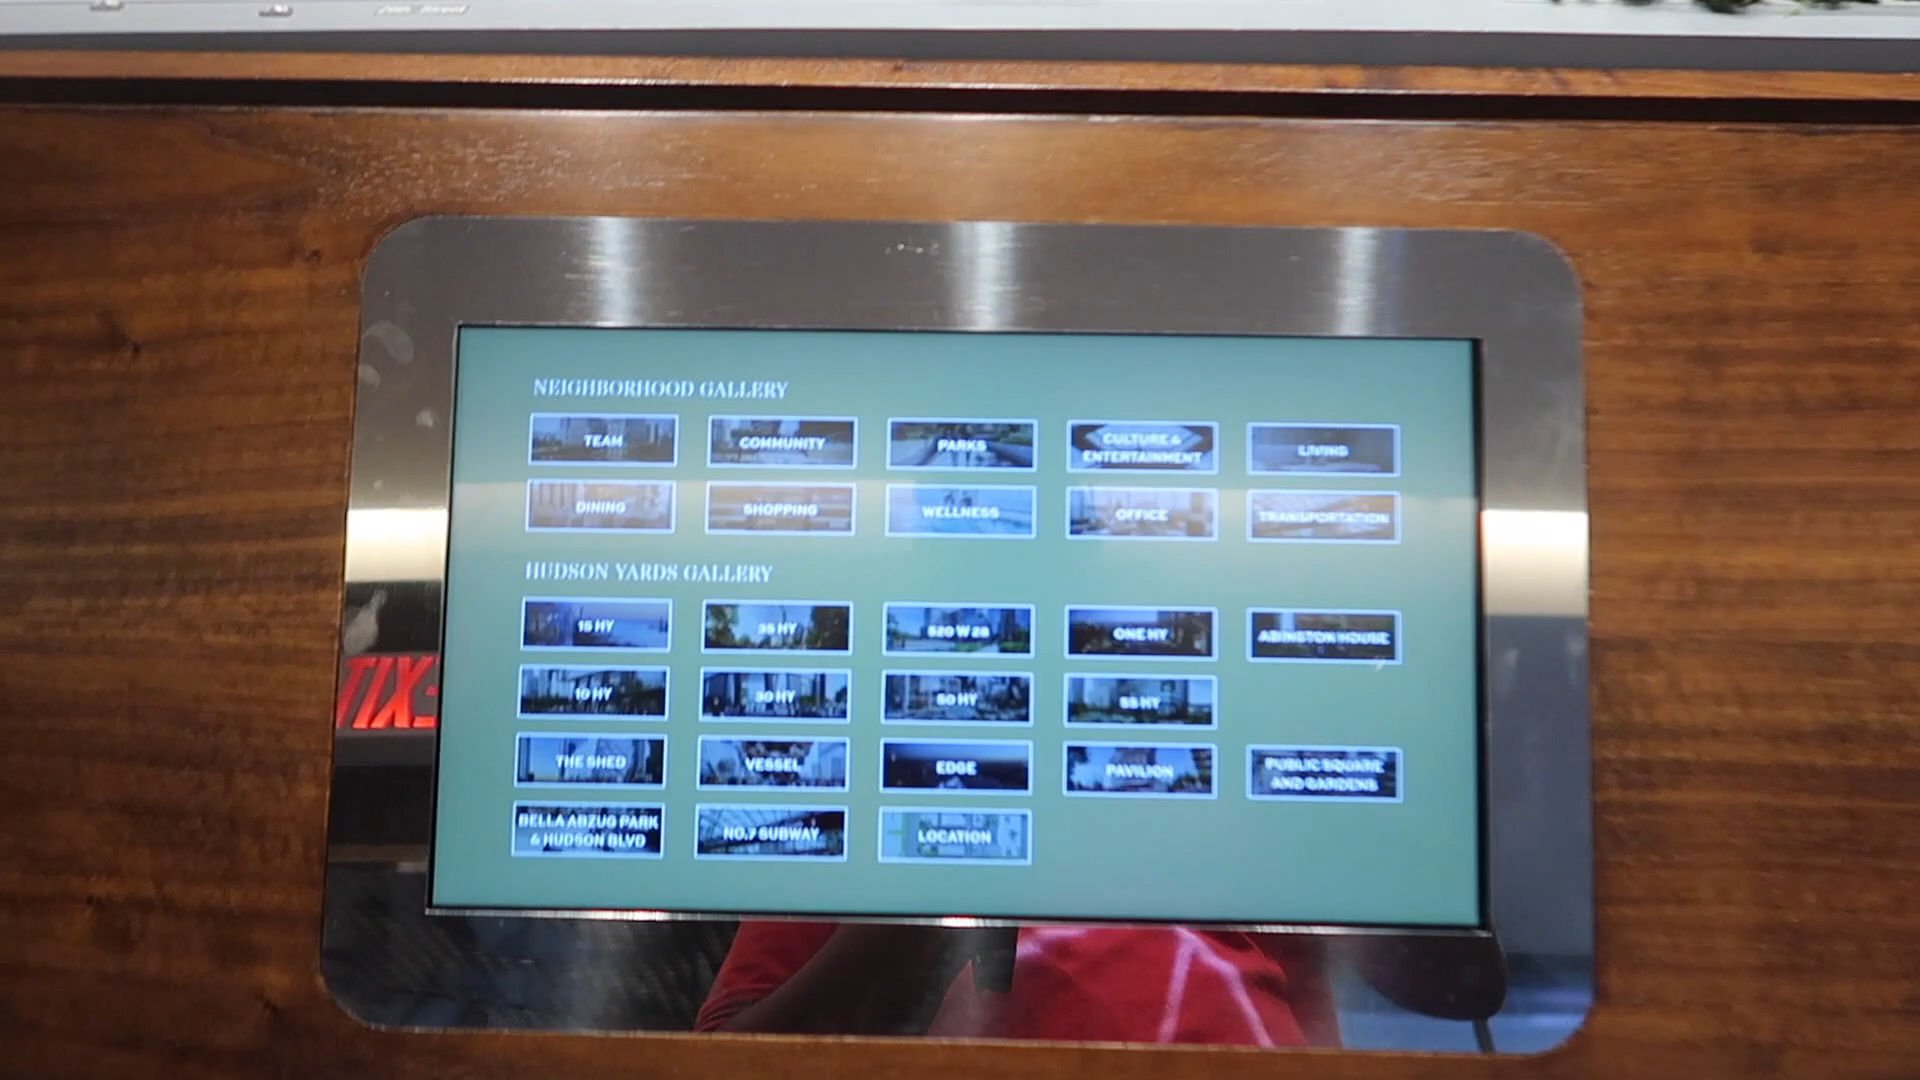 NEIGHBORHOOD GALLERY
TEAM
COMMUNITY
PARKS
CULTURE &
ENTERTAINMENT
LIVING
DINING
SHOPPING
WELLNESS
OFFICE
TRANSPORTATION
HUDSON YARDS GALLERY
15 HY
35 HY
520 W 28
ONE HY
ABINGTON HOUSE
10 HY
30 HY
50 HY
55 HY
THE SHED
VESSEL
EDGE
PAVILION
PUBLIC SQUARE
AND GARDENS
BELLA ABZUG PARK
& HUDSON BLVD
NO.7 SUBWAY
LOCATION